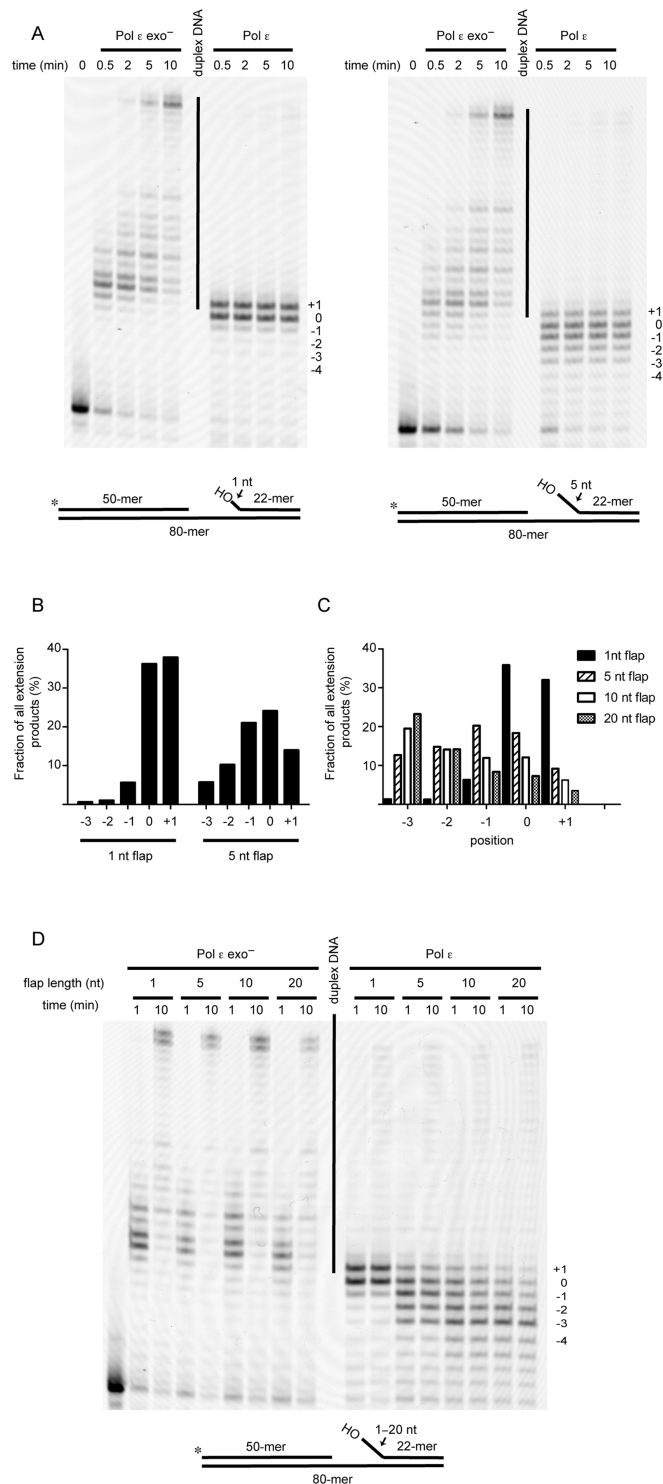 A
Pol ε exo⁻
duplex DNA
Pol ε
time (min) 0 0.5 2 5 10 0.5 2 5 10
+1
0
-1
-2
-3
-4
*
50-mer
HO
1 nt
22-mer
80-mer
Pol ε exo⁻
duplex DNA
Pol ε
time (min) 0 0.5 2 5 10 0.5 2 5 10
+1
0
-1
-2
-3
-4
*
50-mer
HO
5 nt
22-mer
80-mer
B
Fraction of all extension
products (%)
40
30
20
10
-3 -2 -1 0 +1 -3 -2 -1 0 +1
1 nt flap 5 nt flap
C
Fraction of all extension
products (%)
40
30
20
10
-3 -2 -1 0 +1
position
1nt flap
5 nt flap
10 nt flap
20 nt flap
D
Pol ε exo⁻
duplex DNA
Pol ε
flap length (nt) 1 5 10 20 1 5 10 20
time (min) 1 10 1 10 1 10 1 10 1 10 1 10 1 10 1 10
+1
0
-1
-2
-3
-4
*
50-mer
HO
1–20 nt
22-mer
80-mer